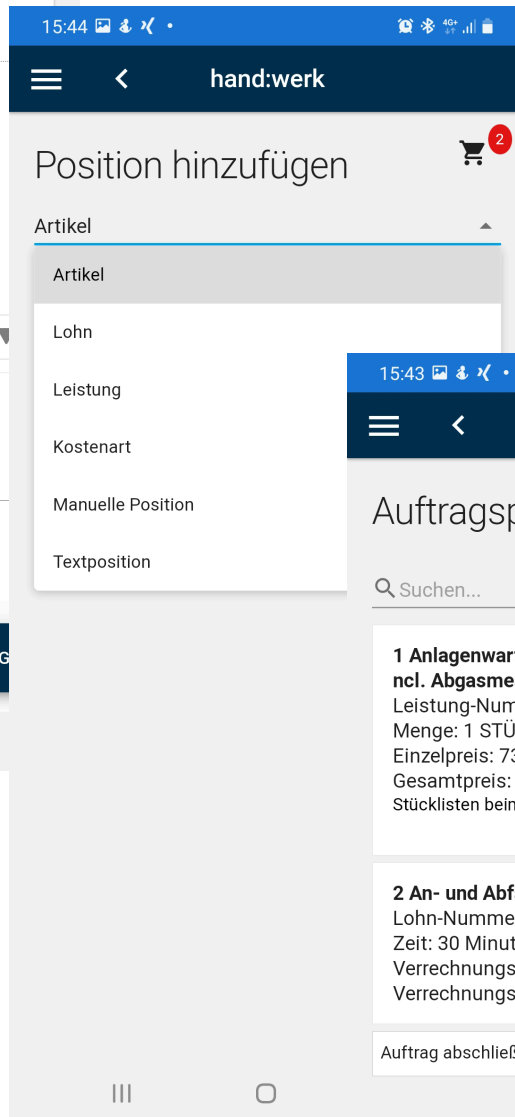 15:44
4G+
hand:werk
Position hinzufügen
2
Artikel
Artikel
Lohn
Leistung
Kostenart
Manuelle Position
Textposition
15:43
Auftragsp
Suchen...
1 Anlagenwar
ncl. Abgasme
Leistung-Num
Menge: 1 STÜ
Einzelpreis: 73
Gesamtpreis:
Stücklisten bein
2 An- und Abf
Lohn-Numme
Zeit: 30 Minut
Verrechnungs
Verrechnungs
Auftrag abschließ
G